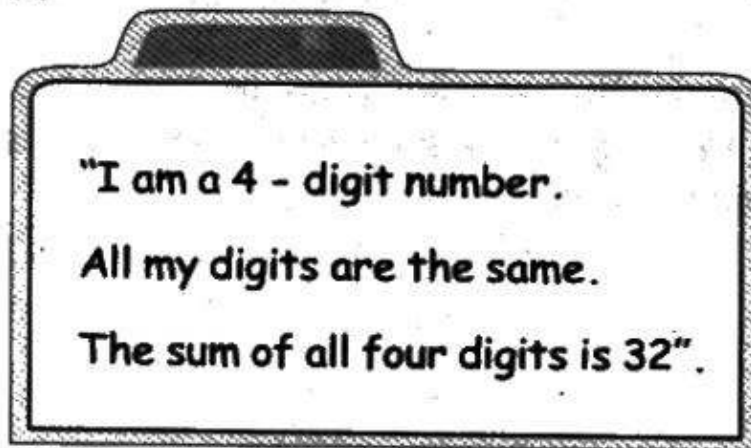 "I am a 4 - digit number.
All my digits are the same.
The sum of all four digits is 32".